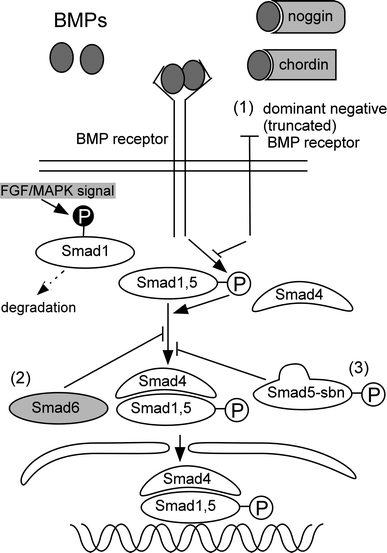 BMPs
noggin
chordin
(1) dominant negative
(truncated)
BMP receptor
BMP receptor
FGF/MAPK signal
P
Smad1
degradation
Smad1,5
P
Smad4
(2)
Smad6
Smad4
Smad1,5
P
(3)
Smad5-sbn
P
Smad4
Smad1,5
P